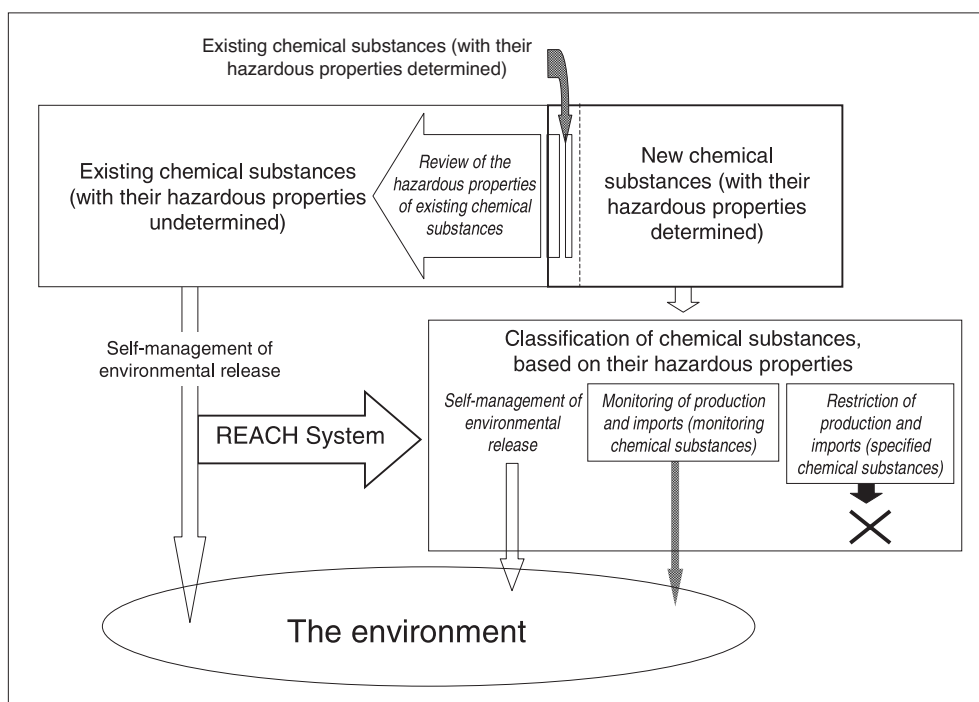 Existing chemical substances (with their
hazardous properties determined)
Existing chemical substances
(with their hazardous properties
undetermined)
Review of the
hazardous properties
of existing chemical
substances
New chemical
substances (with their
hazardous properties
determined)
Self-management of
environmental release
REACH System
Classification of chemical substances,
based on their hazardous properties
Self-management of
environmental
release
Monitoring of production
and imports (monitoring
chemical substances)
Restriction of
production and
imports (specified
chemical substances)
The environment